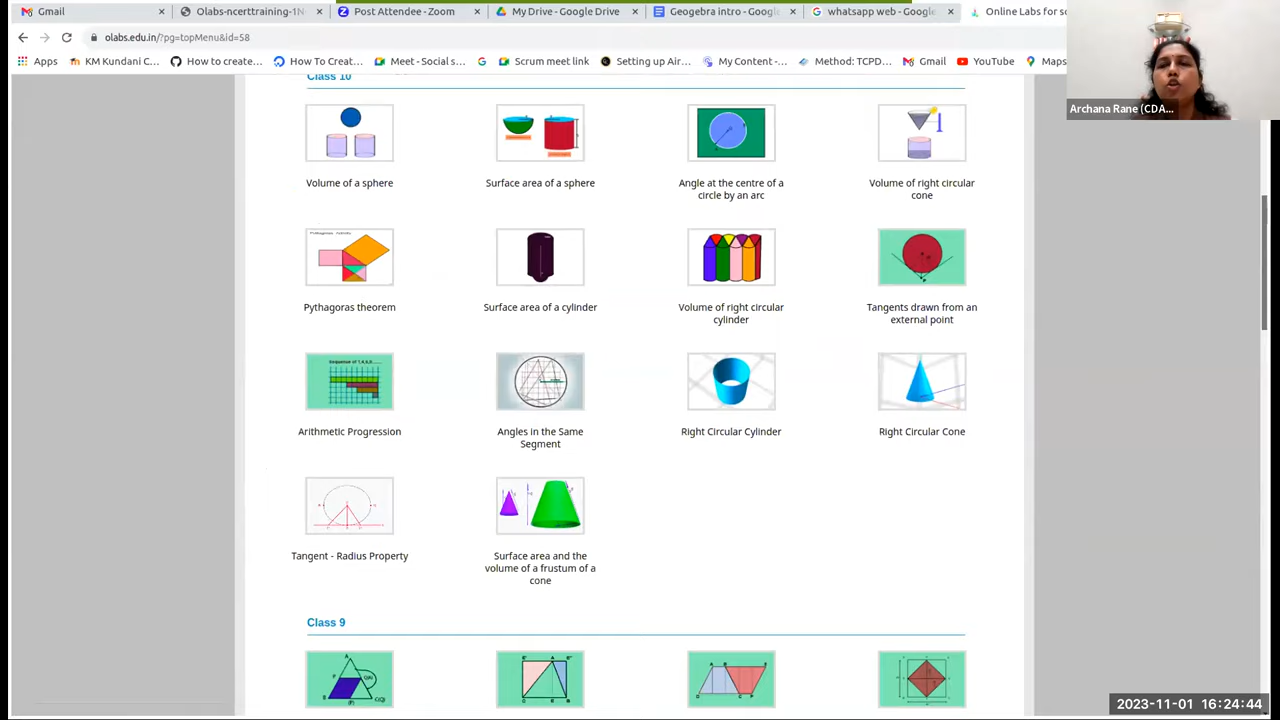 Gmail
Olabs-ncerttraining-1N
Post Attendee - Zoom
My Drive - Google Drive
Geogebra intro - Google
whatsapp web - Google
Online Labs for sc
olabs.edu.in/?pg=topMenu&id=58
Apps
KM Kundani C...
How to create...
How To Creat...
Meet - Social s...
Scrum meet link
Setting up Air...
My Content -...
Method: TCPD...
Gmail
YouTube
Maps
Archana Rane (CDA...
Class 10
Volume of a sphere
Surface area of a sphere
Angle at the centre of a
circle by an arc
Volume of right circular
cone
Pythagoras theorem
Surface area of a cylinder
Volume of right circular
cylinder
Tangents drawn from an
external point
Arithmetic Progression
Angles in the Same
Segment
Right Circular Cylinder
Right Circular Cone
Tangent - Radius Property
Surface area and the
volume of a frustum of a
cone
Class 9
2023-11-01 16:24:44